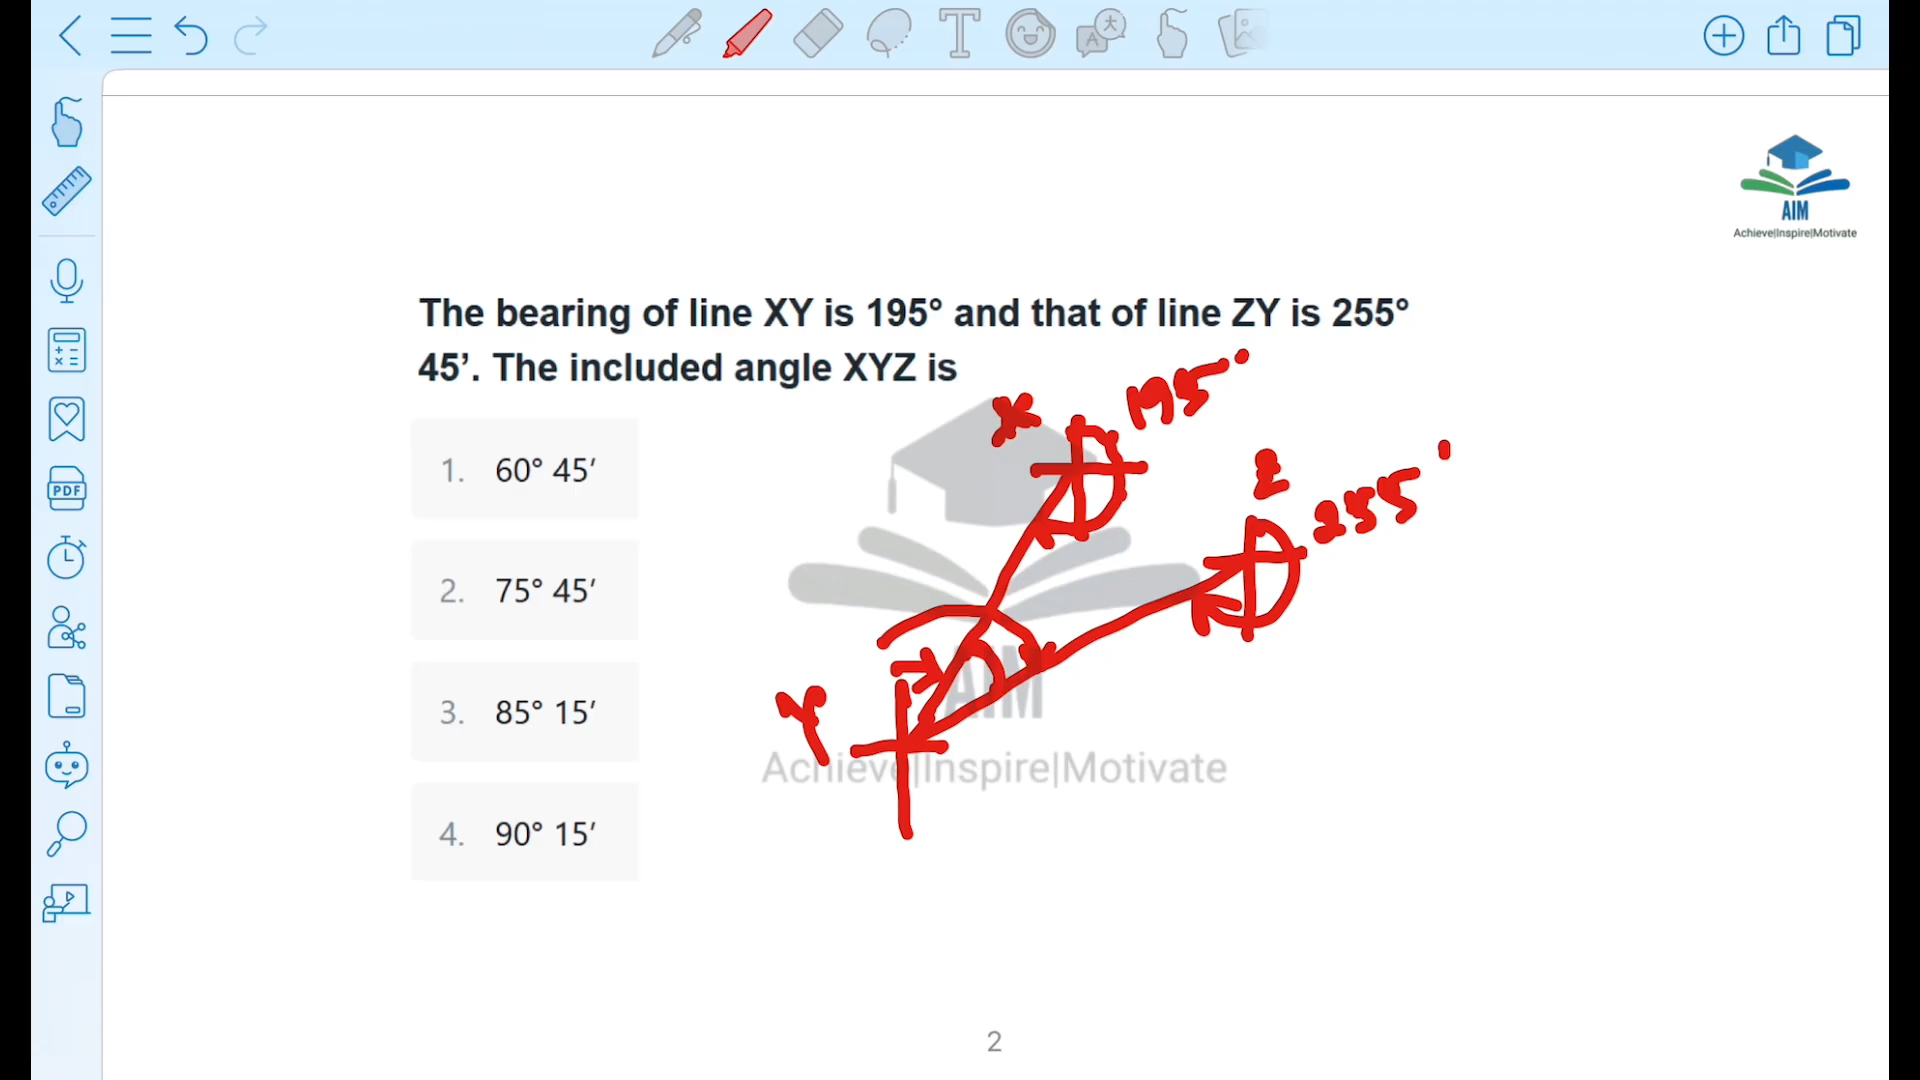 PDF
AIM
Achieve|Inspire|Motivate
The bearing of line XY is 195° and that of line ZY is 255°
45’. The included angle XYZ is
X
195°
1. 60° 45′
Z
255°
2. 75° 45′
AIM
Y
3. 85° 15′
Achieve|Inspire|Motivate
4. 90° 15′
2